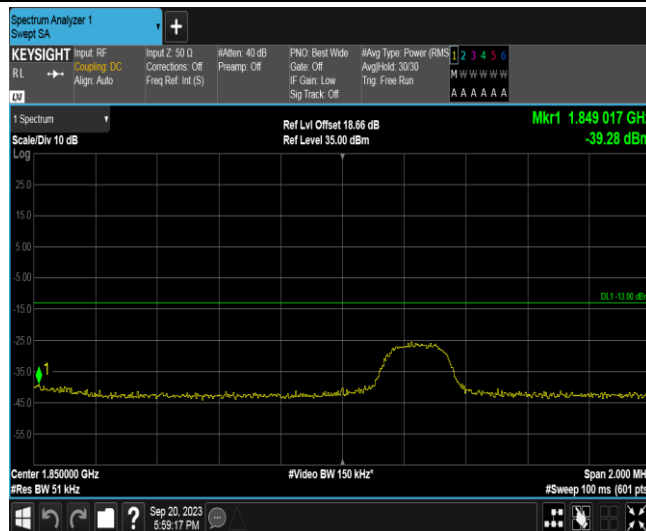 Spectrum Analyzer 1
Swept SA
+
KEYSIGHT
RL
LXI
Input: RF
Coupling: DC
Align: Auto
Input Z: 50 Ω
Corrections: Off
Freq Ref: Int (S)
#Atten: 40 dB
Preamp: Off
PNO: Best Wide
Gate: Off
IF Gain: Low
Sig Track: Off
#Avg Type: Power (RMS
Avg|Hold: 30/30
Trig: Free Run
1 2 3 4 5 6
M W W W W W
A A A A A A
1 Spectrum
Scale/Div 10 dB
Log
Ref Lvl Offset 18.66 dB
Ref Level 35.00 dBm
Mkr1 1.849 017 GHz
-39.28 dBm
25.0
15.0
5.00
-5.00
DL1 -13.00 dBm
-15.0
-25.0
-35.0
1
-45.0
-55.0
Center 1.850000 GHz
#Video BW 150 kHz*
Span 2.000 MH
#Res BW 51 kHz
#Sweep 100 ms (601 pts
?
Sep 20, 2023
5:59:17 PM